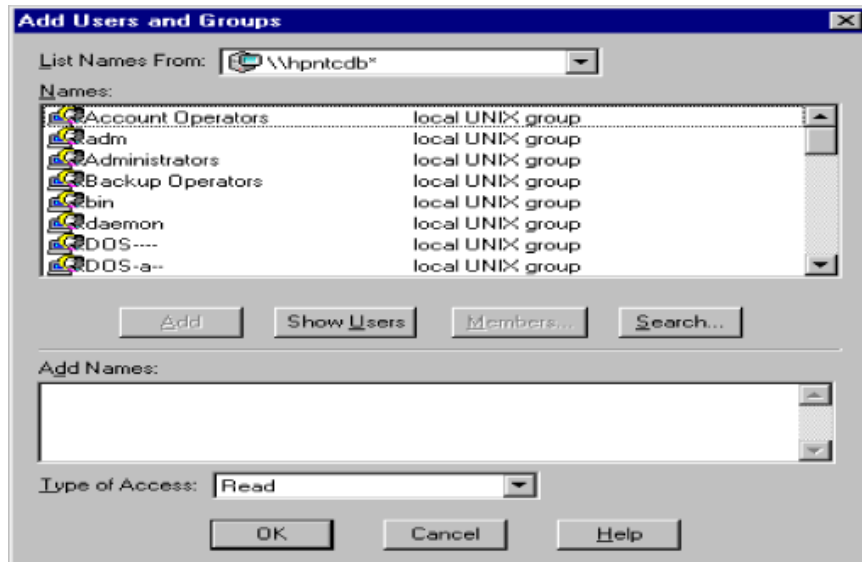 Add Users and Groups
List Names From: \\hpntcdb*
Names:
Account Operators local UNIX group
adm local UNIX group
Administrators local UNIX group
Backup Operators local UNIX group
bin local UNIX group
daemon local UNIX group
DOS---- local UNIX group
DOS-a-- local UNIX group
Add Show Users Members... Search...
Add Names:
Type of Access: Read
OK Cancel Help